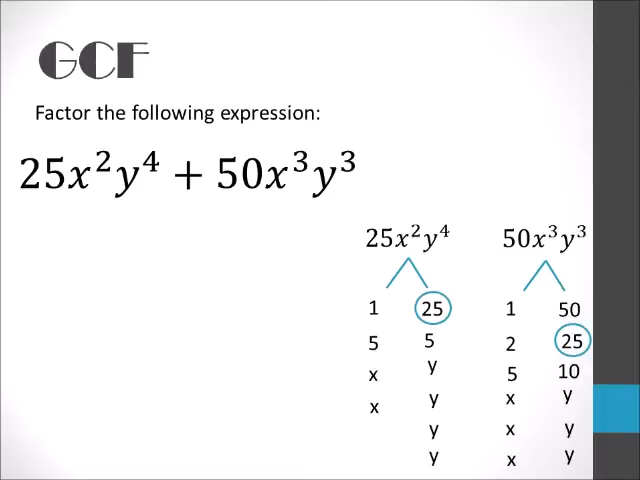 GCF
Factor the following expression:
25x²y⁴ + 50x³y³
25x²y⁴ 50x³y³
1 25 1 50
5 5 2 25
x y 5 10
x y x y
y x y
y x y